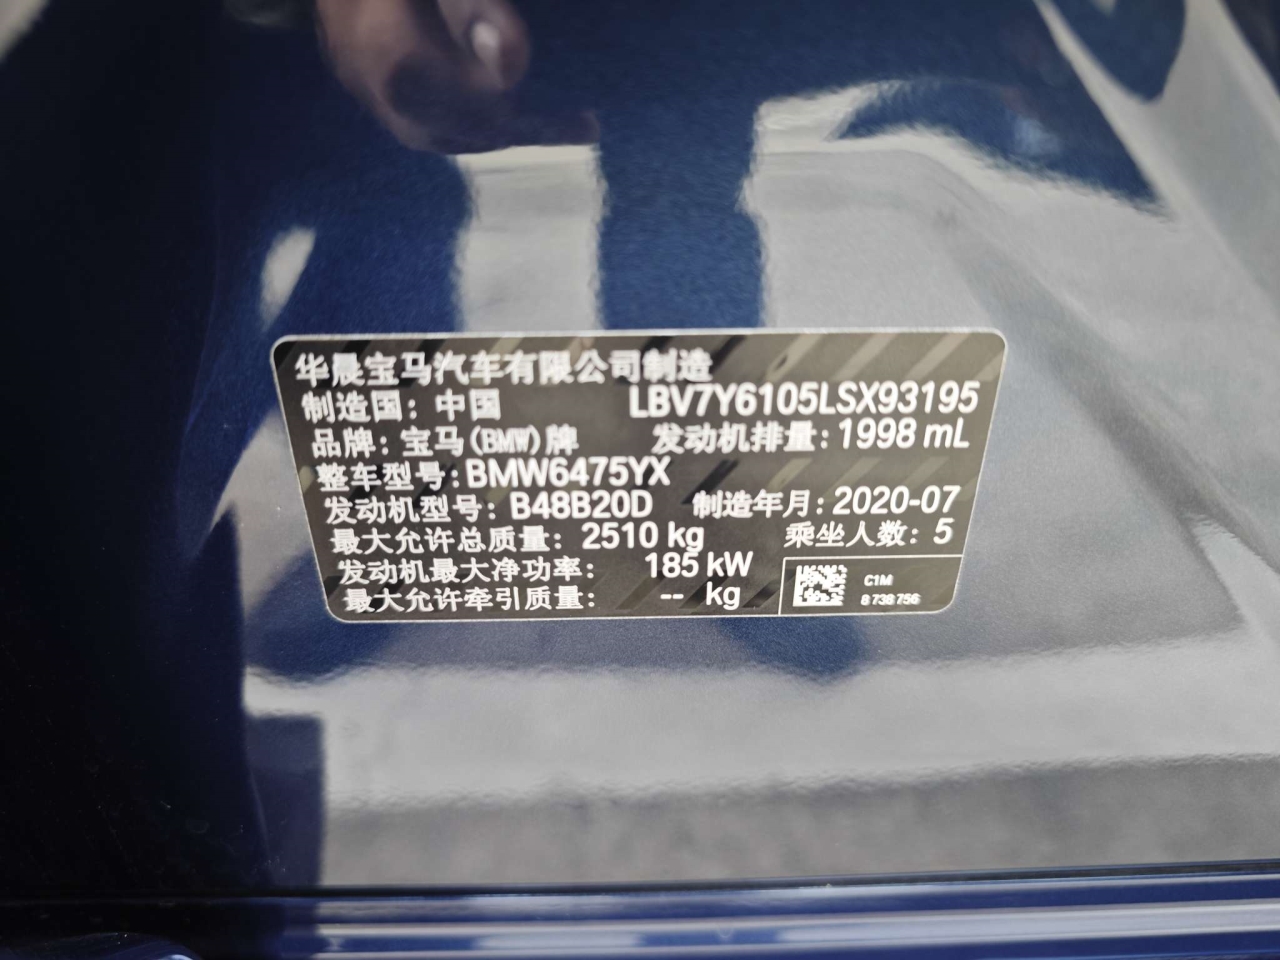 华晨宝马汽车有限公司制造
制造国：中国 LBV7Y6105LSX93195
品牌：宝马(BMW)牌 发动机排量：1998 mL
整车型号：BMW6475YX
发动机型号：B48B20D 制造年月：2020-07
最大允许总质量：2510 kg 乘坐人数：5
发动机最大净功率：185 kW
最大允许牵引质量：-- kg
C1M
8 738 756